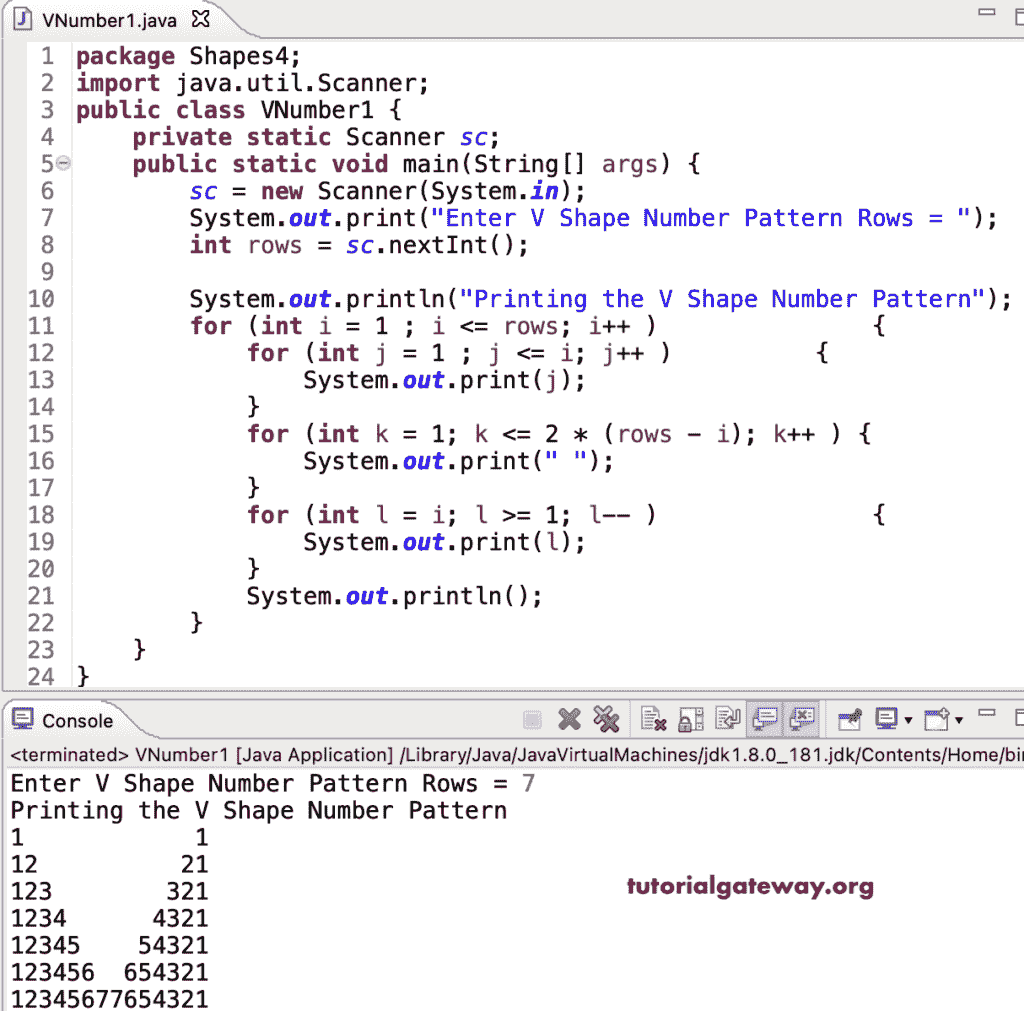 VNumber1.java
1 package Shapes4;
2 import java.util.Scanner;
3 public class VNumber1 {
4     private static Scanner sc;
5     public static void main(String[] args) {
6         sc = new Scanner(System.in);
7         System.out.print("Enter V Shape Number Pattern Rows = ");
8         int rows = sc.nextInt();
9
10         System.out.println("Printing the V Shape Number Pattern");
11         for (int i = 1 ; i <= rows; i++ )               {
12             for (int j = 1 ; j <= i; j++ )          {
13                 System.out.print(j);
14             }
15             for (int k = 1; k <= 2 * (rows - i); k++ ) {
16                 System.out.print(" ");
17             }
18             for (int l = i; l >= 1; l-- )               {
19                 System.out.print(l);
20             }
21             System.out.println();
22         }
23     }
24 }
Console
<terminated> VNumber1 [Java Application] /Library/Java/JavaVirtualMachines/jdk1.8.0_181.jdk/Contents/Home/bin
Enter V Shape Number Pattern Rows = 7
Printing the V Shape Number Pattern
1            1
12          21
123        321
tutorialgateway.org
1234      4321
12345    54321
123456  654321
12345677654321